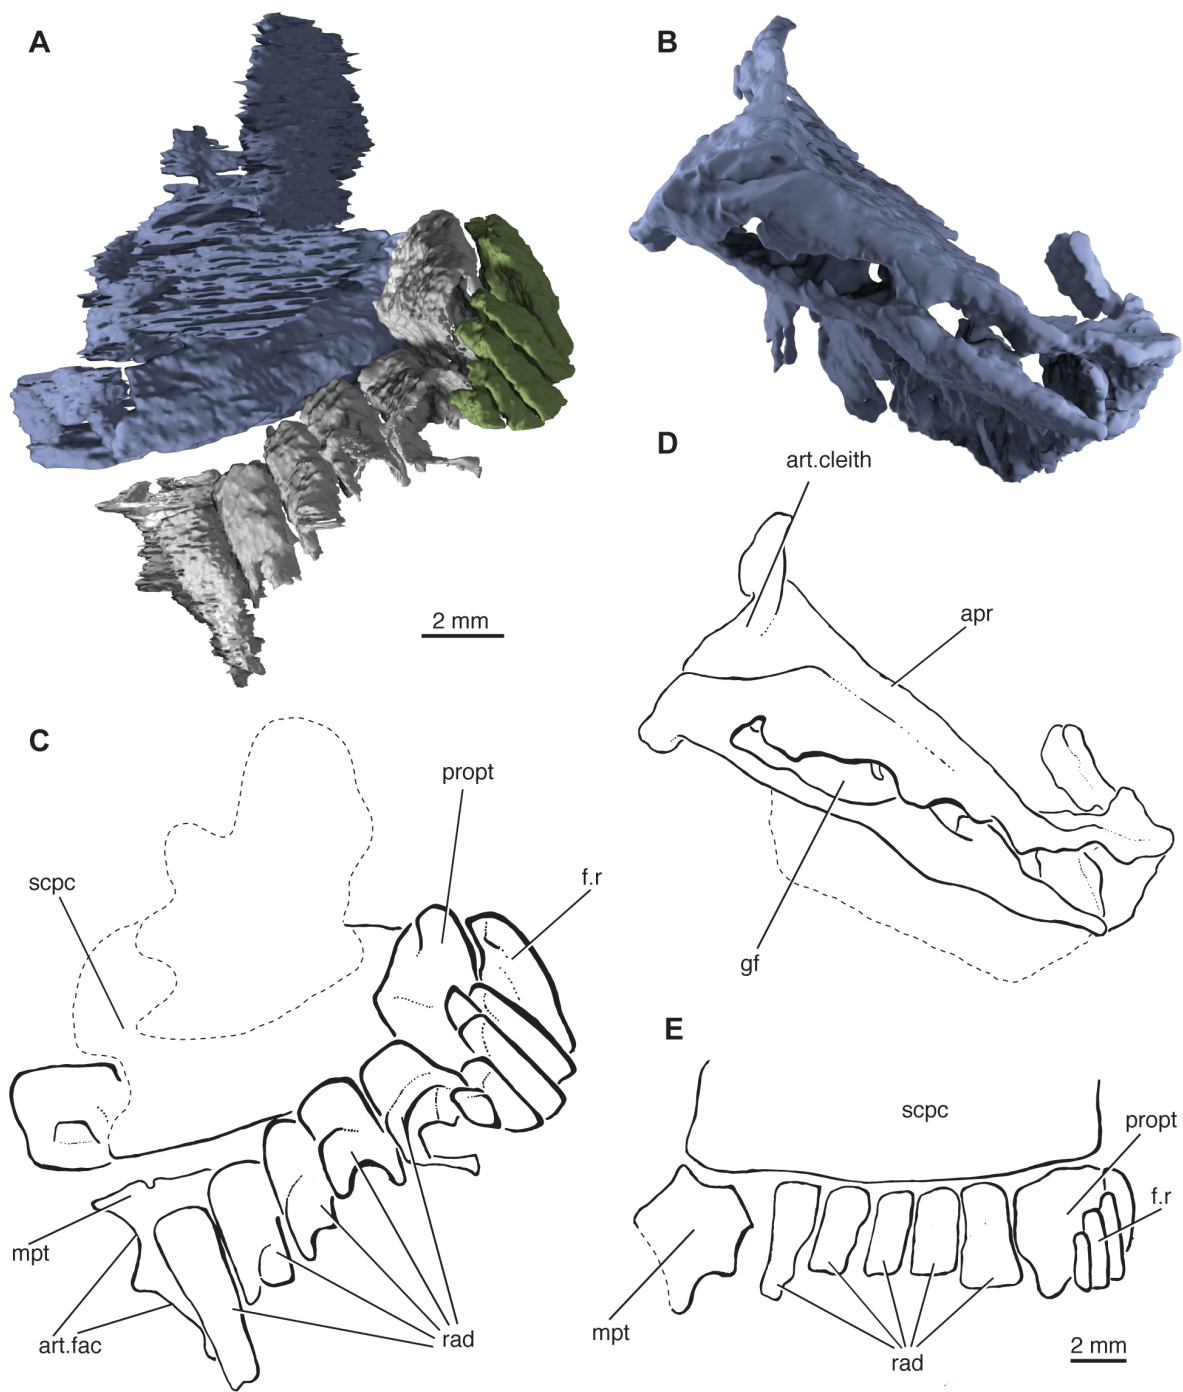 A
B
2 mm
D
art.cleith
apr
gf
C
propt
scpc
f.r
mpt
art.fac
rad
E
scpc
propt
f.r
mpt
rad
2 mm